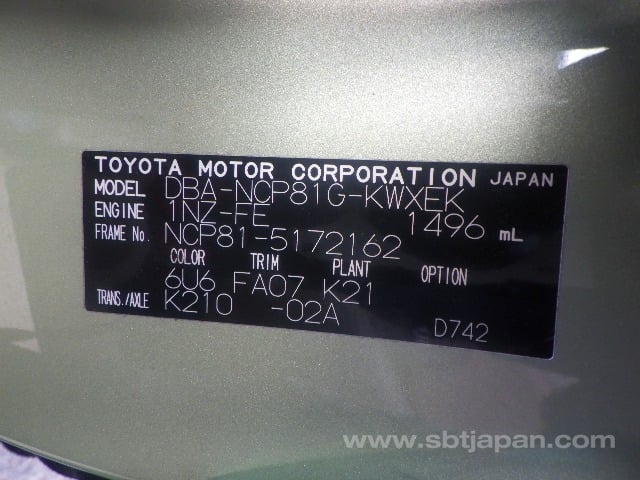 TOYOTA MOTOR CORPORATION JAPAN
MODEL DBA-NCP81G-KWXEK
ENGINE 1NZ-FE 1496 mL
FRAME No. NCP81-5172162
COLOR TRIM PLANT OPTION
6U6 FA07 K21
TRANS./AXLE K210 -02A
D742
www.sbtjapan.com